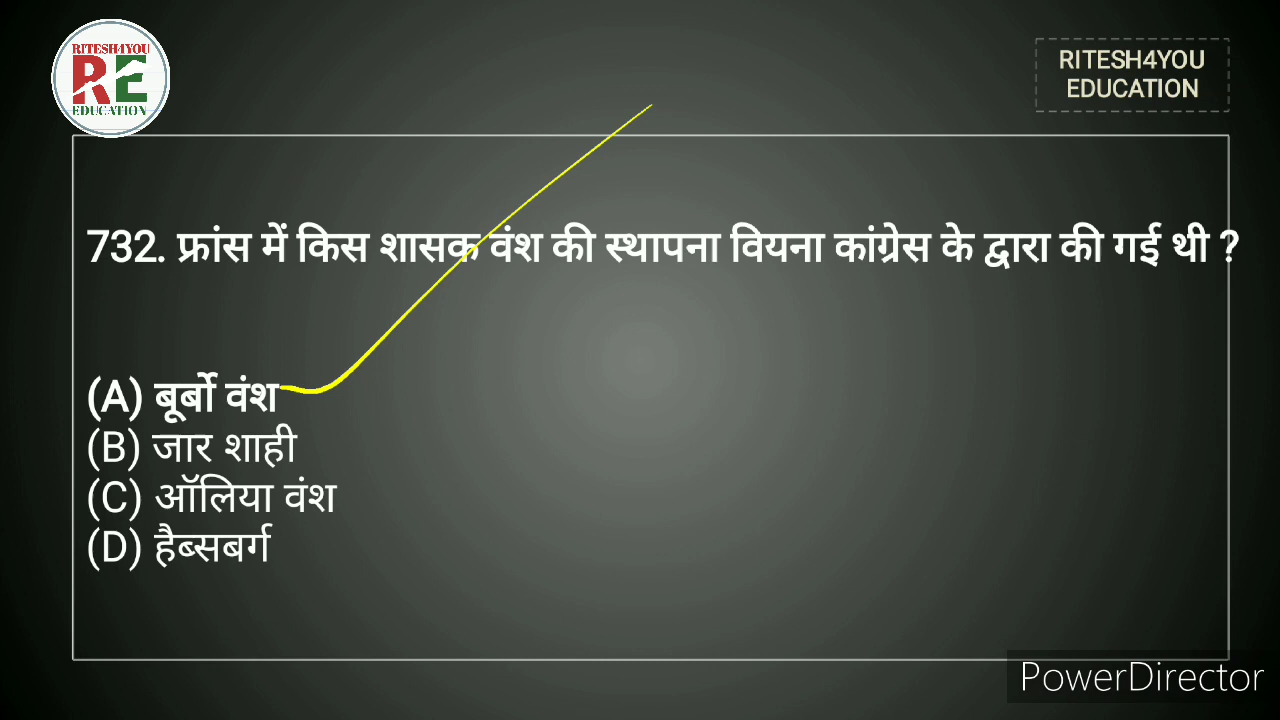 RITESH4YOU
RE
EDUCATION
RITESH4YOU
EDUCATION
732. फ्रांस में किस शासक वंश की स्थापना वियना कांग्रेस के द्वारा की गई थी ?
(A) बूर्बो वंश
(B) जार शाही
(C) ऑलिया वंश
(D) हैब्सबर्ग
PowerDirector